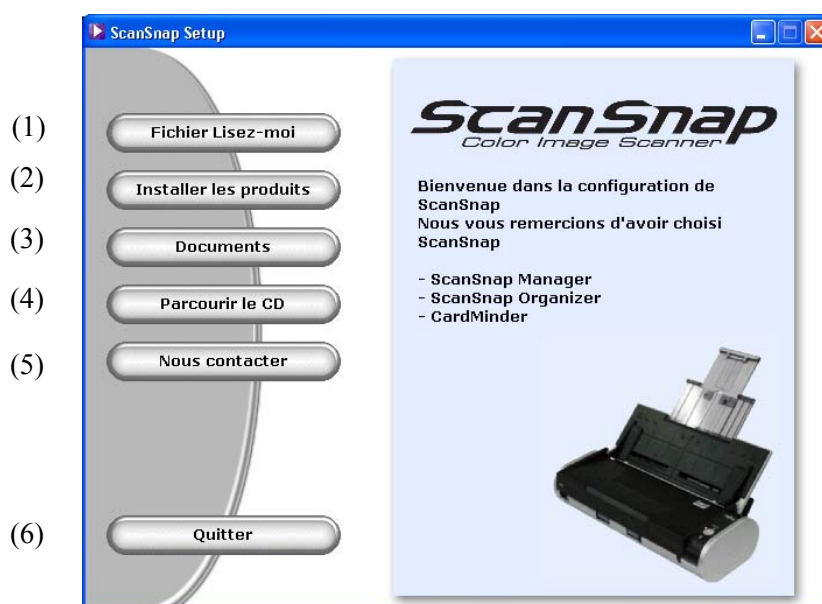 ScanSnap Setup
(1)
Fichier Lisez-moi
(2)
Installer les produits
(3)
Documents
(4)
Parcourir le CD
(5)
Nous contacter
(6)
Quitter
ScanSnap
Color Image Scanner
Bienvenue dans la configuration de
ScanSnap
Nous vous remercions d'avoir choisi
ScanSnap
- ScanSnap Manager
- ScanSnap Organizer
- CardMinder